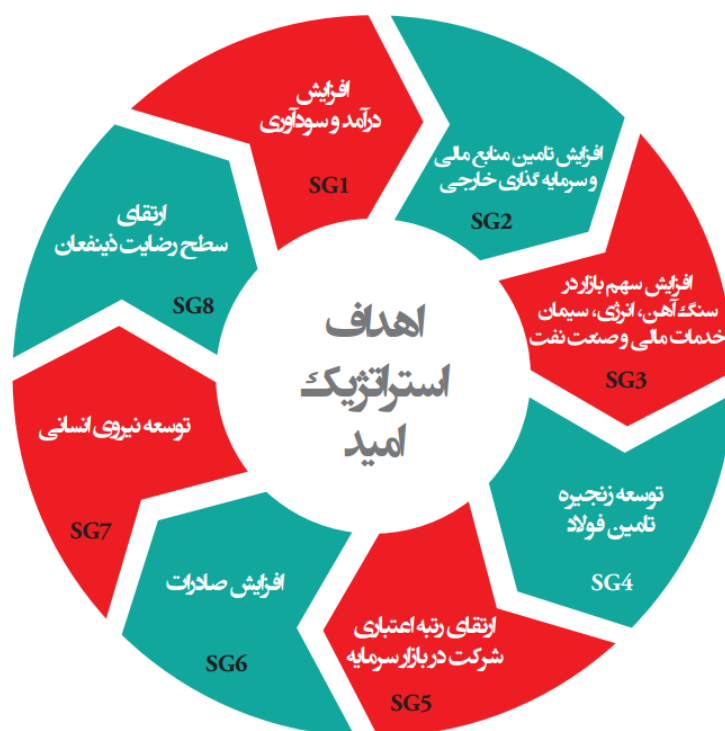 اهداف
استراتژیک
امید
افزایش
درآمد و سودآوری
SG1
افزایش تامین منابع مالی
و سرمایه گذاری خارجی
SG2
افزایش سهم بازار در
سنگ آهن، انرژی، سیمان
خدمات مالی و صنعت نفت
SG3
توسعه زنجیره
تامین فولاد
SG4
ارتقای رتبه اعتباری
شرکت در بازار سرمایه
SG5
افزایش صادرات
SG6
توسعه نیروی انسانی
SG7
ارتقای
سطح رضایت ذینفعان
SG8